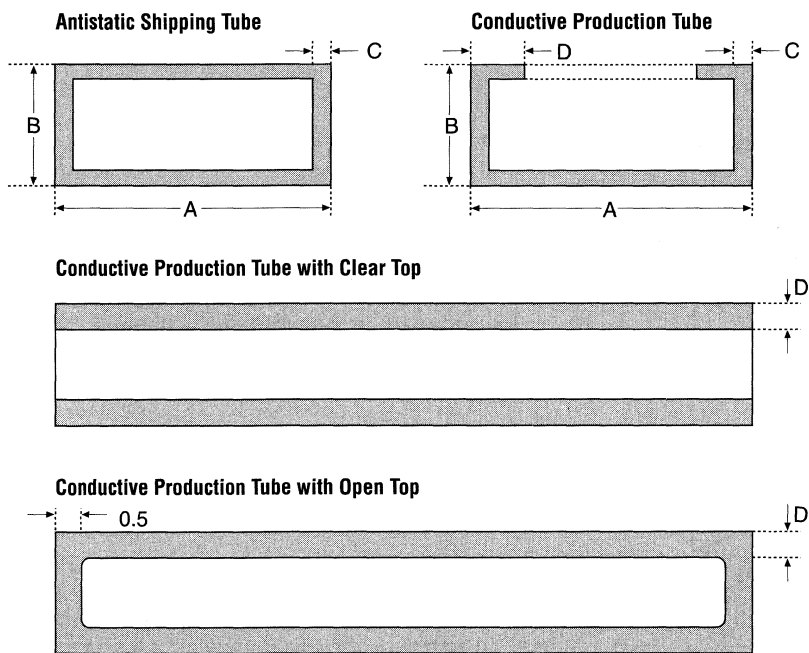 Antistatic Shipping Tube
C
B
A
Conductive Production Tube
D
C
B
A
Conductive Production Tube with Clear Top
D
Conductive Production Tube with Open Top
0.5
D